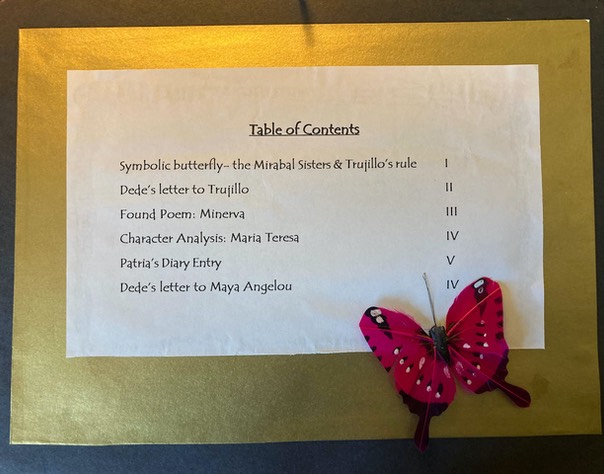 Table of Contents
Symbolic butterfly- the Mirabal Sisters & Trujillo's rule I
Dede's letter to Trujillo II
Found Poem: Minerva III
Character Analysis: Maria Teresa IV
Patria's Diary Entry V
Dede's letter to Maya Angelou IV